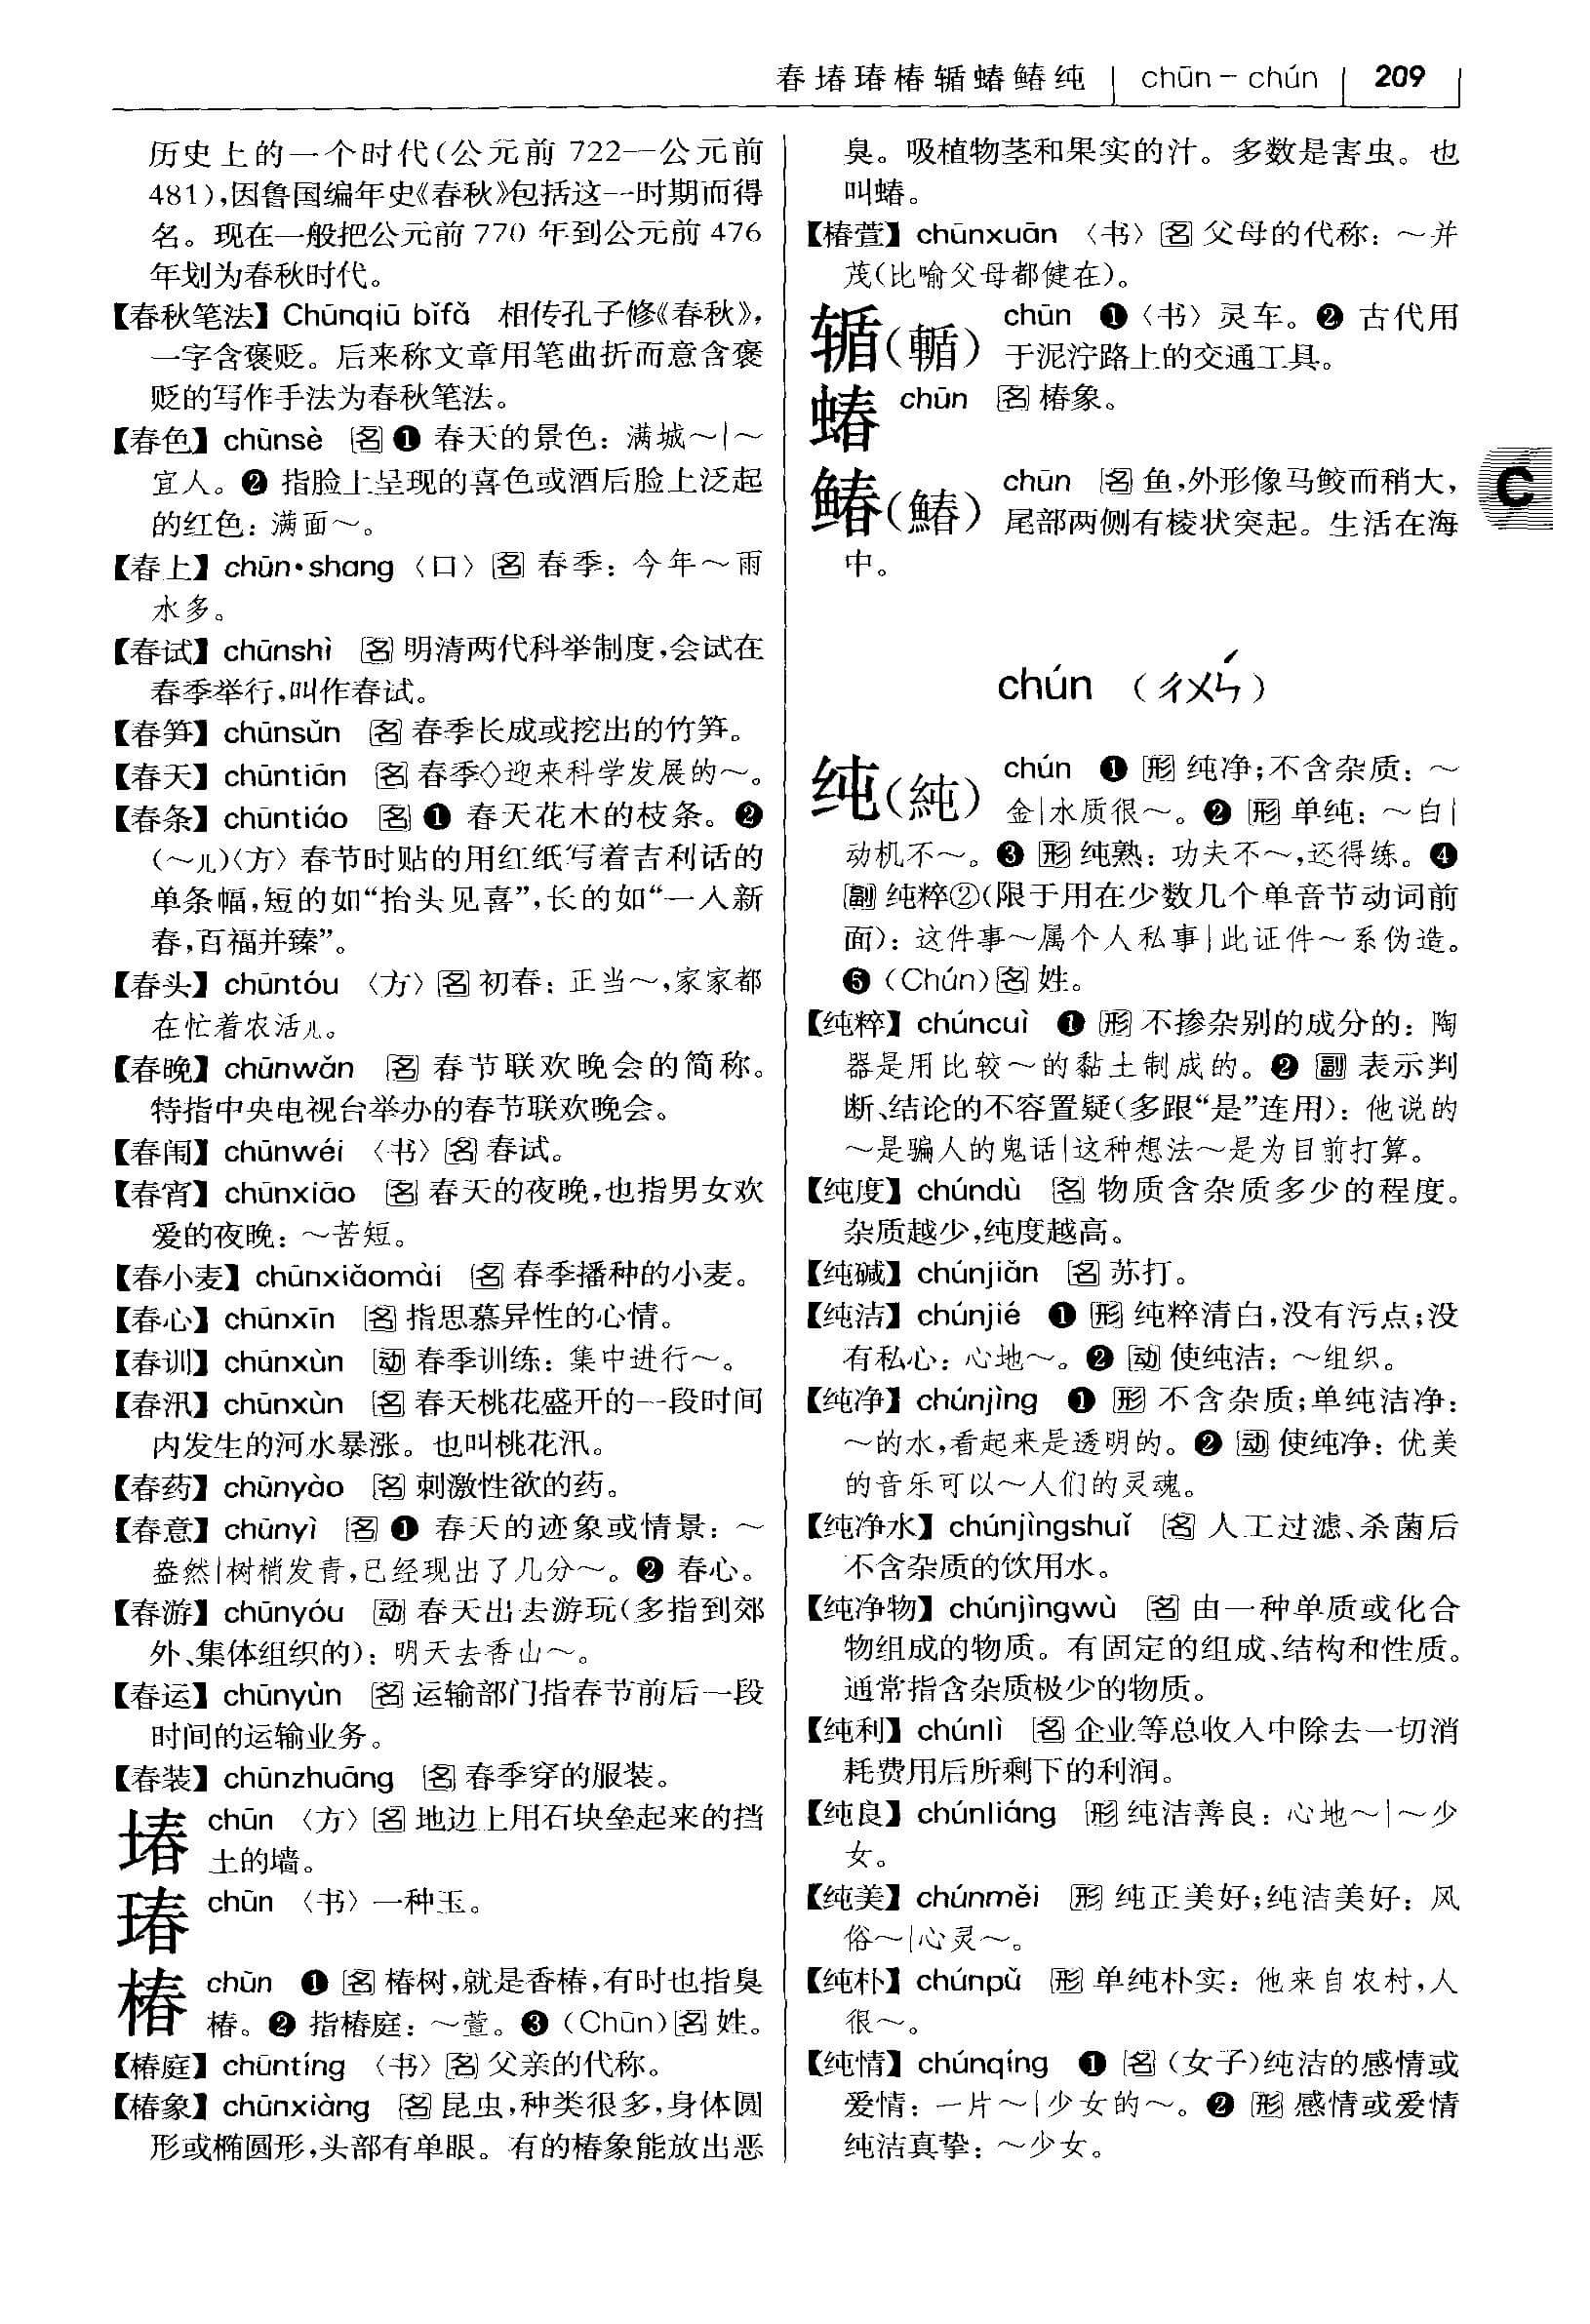 春堾瑃椿𬨂蝽䲠纯 chūn－chún 209
历史上的一个时代(公元前 722—公元前
481),因鲁国编年史《春秋》包括这一时期而得
名。现在一般把公元前 770 年到公元前 476
年划为春秋时代。
【春秋笔法】Chūnqiū bǐfǎ 相传孔子修《春秋》,
一字含褒贬。后来称文章用笔曲折而意含褒
贬的写作手法为春秋笔法。
【春色】chūnsè 名❶ 春天的景色：满城～|～
宜人。❷ 指脸上呈现的喜色或酒后脸上泛起
的红色：满面～。
【春上】chūn•shang〈口〉名 春季：今年～雨
水多。
【春试】chūnshì 名 明清两代科举制度,会试在
春季举行,叫作春试。
【春笋】chūnsǔn 名 春季长成或挖出的竹笋。
【春天】chūntiān 名 春季◇迎来科学发展的～。
【春条】chūntiáo 名❶ 春天花木的枝条。❷
(～儿)〈方〉春节时贴的用红纸写着吉利话的
单条幅,短的如“抬头见喜”,长的如“一人新
春,百福并臻”。
【春头】chūntóu〈方〉名 初春：正当～,家家都
在忙着农活儿。
【春晚】chūnwǎn 名 春节联欢晚会的简称。
特指中央电视台举办的春节联欢晚会。
【春闱】chūnwéi〈书〉名 春试。
【春宵】chūnxiāo 名 春天的夜晚,也指男女欢
爱的夜晚：～苦短。
【春小麦】chūnxiǎomài 名 春季播种的小麦。
【春心】chūnxīn 名 指思慕异性的心情。
【春训】chūnxùn 动 春季训练：集中进行～。
【春汛】chūnxùn 名 春天桃花盛开的一段时间
内发生的河水暴涨。也叫桃花汛。
【春药】chūnyào 名 刺激性欲的药。
【春意】chūnyì 名❶ 春天的迹象或情景：～
盎然|树梢发青,已经现出了几分～。❷ 春心。
【春游】chūnyóu 动 春天出去游玩(多指到郊
外、集体组织的)：明天去香山～。
【春运】chūnyùn 名 运输部门指春节前后一段
时间的运输业务。
【春装】chūnzhuāng 名 春季穿的服装。
堾 chūn〈方〉名 地边上用石块垒起来的挡
土的墙。
瑃 chūn〈书〉一种玉。
椿 chūn ❶名 椿树,就是香椿,有时也指臭
椿。❷ 指椿庭：～萱。❸(Chūn)名 姓。
【椿庭】chūntíng〈书〉名 父亲的代称。
【椿象】chūnxiàng 名 昆虫,种类很多,身体圆
形或椭圆形,头部有单眼。有的椿象能放出恶
臭。吸植物茎和果实的汁。多数是害虫。也
叫蝽。
【椿萱】chūnxuān〈书〉名 父母的代称：～并
茂(比喻父母都健在)。
𬨂(輴) chūn ❶〈书〉灵车。❷ 古代用
于泥泞路上的交通工具。
蝽 chūn 名 椿象。
䲠(鰆) chūn 名 鱼,外形像马鲛而稍大,
尾部两侧有棱状突起。生活在海
中。
chún (ㄔㄨㄣˊ)
纯(純) chún ❶形 纯净;不含杂质：～
金|水质很～。❷形 单纯：～白|
动机不～。❸形 纯熟：功夫不～,还得练。❹
副 纯粹②(限于用在少数几个单音节动词前
面)：这件事～属个人私事|此证件～系伪造。
❺(Chún)名 姓。
【纯粹】chúncuì ❶形 不掺杂别的成分的：陶
器是用比较～的黏土制成的。❷副 表示判
断、结论的不容置疑(多跟“是”连用)：他说的
～是骗人的鬼话|这种想法～是为目前打算。
【纯度】chúndù 名 物质含杂质多少的程度。
杂质越少,纯度越高。
【纯碱】chúnjiǎn 名 苏打。
【纯洁】chúnjié ❶形 纯粹清白,没有污点;没
有私心：心地～。❷动 使纯洁：～组织。
【纯净】chúnjìng ❶形 不含杂质;单纯洁净：
～的水,看起来是透明的。❷动 使纯净：优美
的音乐可以～人们的灵魂。
【纯净水】chúnjìngshuǐ 名 人工过滤、杀菌后
不含杂质的饮用水。
【纯净物】chúnjìngwù 名 由一种单质或化合
物组成的物质。有固定的组成、结构和性质。
通常指含杂质极少的物质。
【纯利】chúnlì 名 企业等总收入中除去一切消
耗费用后所剩下的利润。
【纯良】chúnliáng 形 纯洁善良：心地～|～少
女。
【纯美】chúnměi 形 纯正美好;纯洁美好：风
俗～|心灵～。
【纯朴】chúnpǔ 形 单纯朴实：他来自农村,人
很～。
【纯情】chúnqíng ❶名(女子)纯洁的感情或
爱情：一片～|少女的～。❷形 感情或爱情
纯洁真挚：～少女。
C